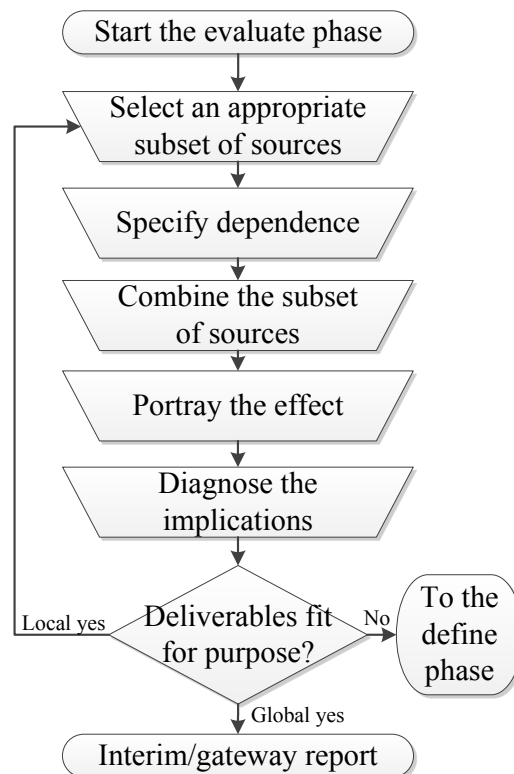 Start the evaluate phase
Select an appropriate
subset of sources
Specify dependence
Combine the subset
of sources
Portray the effect
Diagnose the
implications
Deliverables fit
for purpose?
Local yes
No
To the
define
phase
Global yes
Interim/gateway report